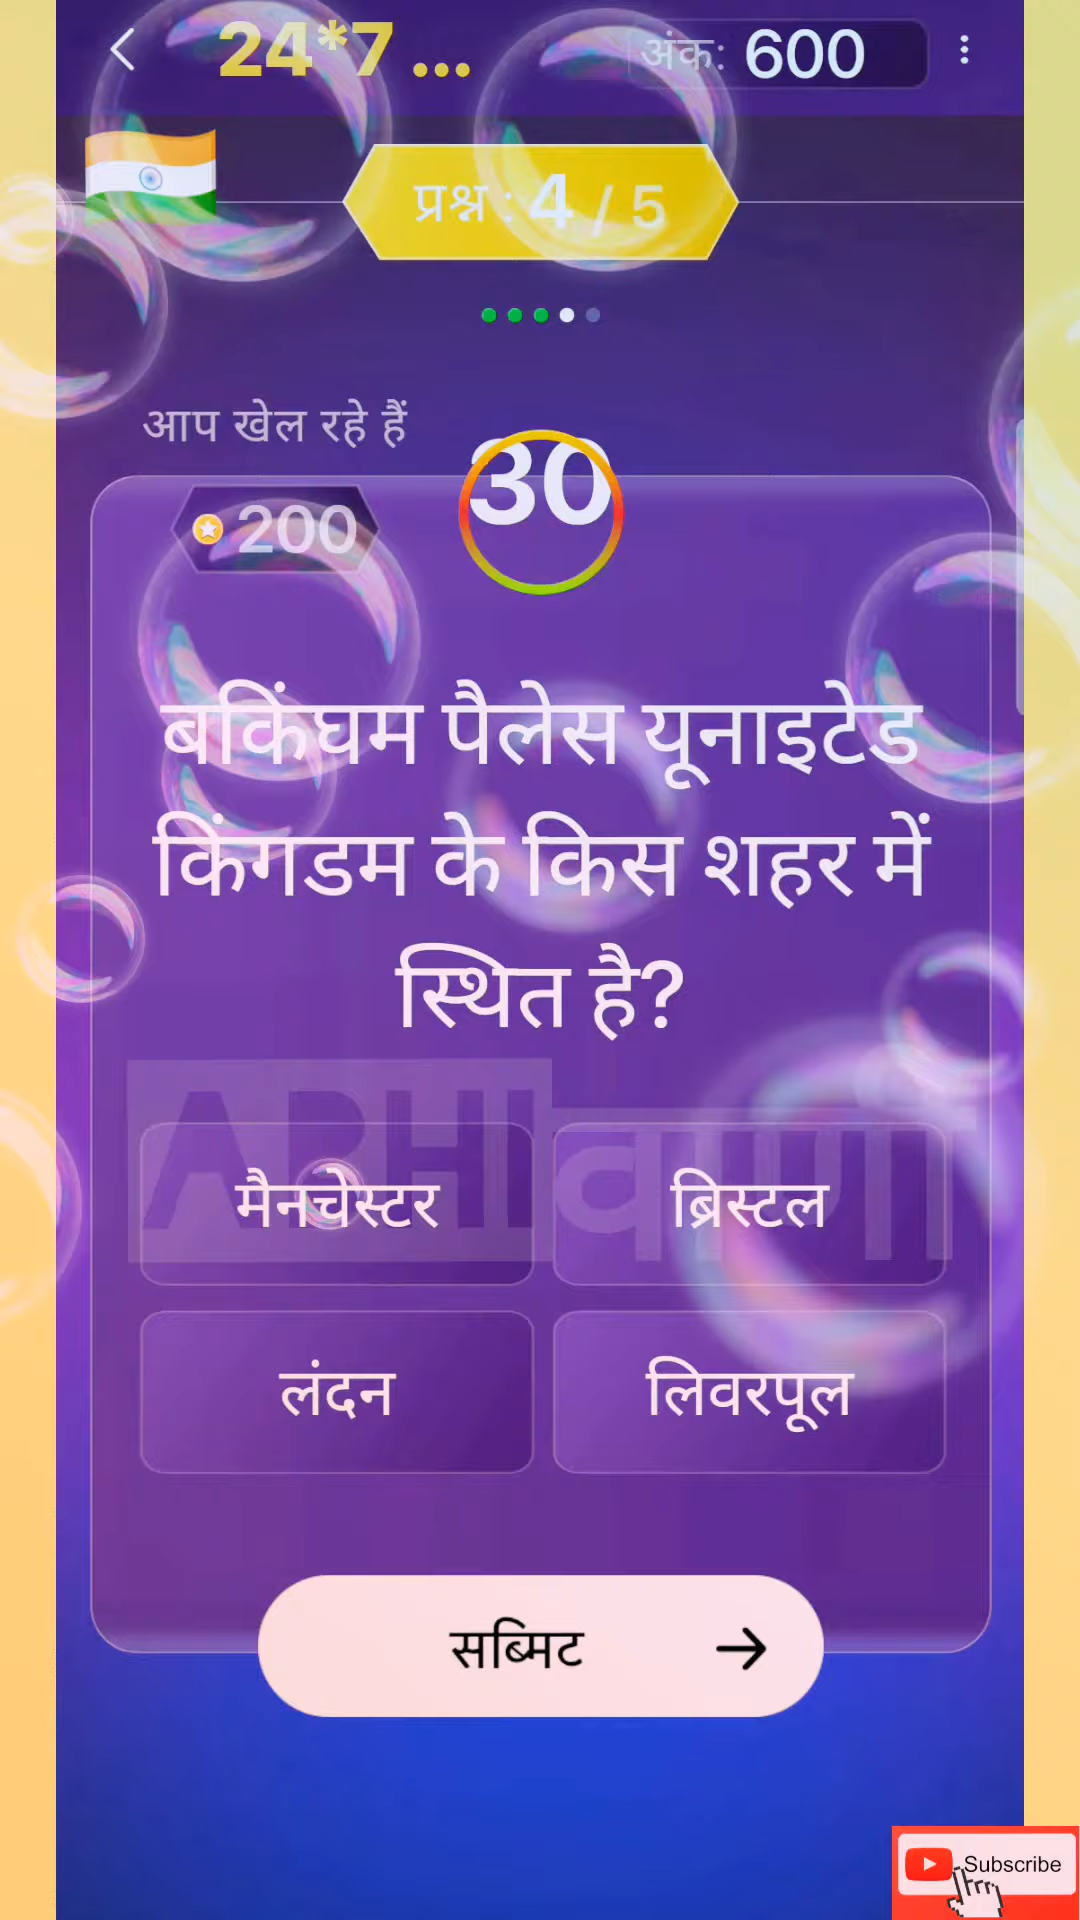 24*7 ...
अंक: 600
प्रश्न : 4 / 5
आप खेल रहे हैं
30
200
बकिंघम पैलेस यूनाइटेड
किंगडम के किस शहर में
स्थित है?
ABHI वाणी
मैनचेस्टर
ब्रिस्टल
लंदन
लिवरपूल
सब्मिट
Subscribe